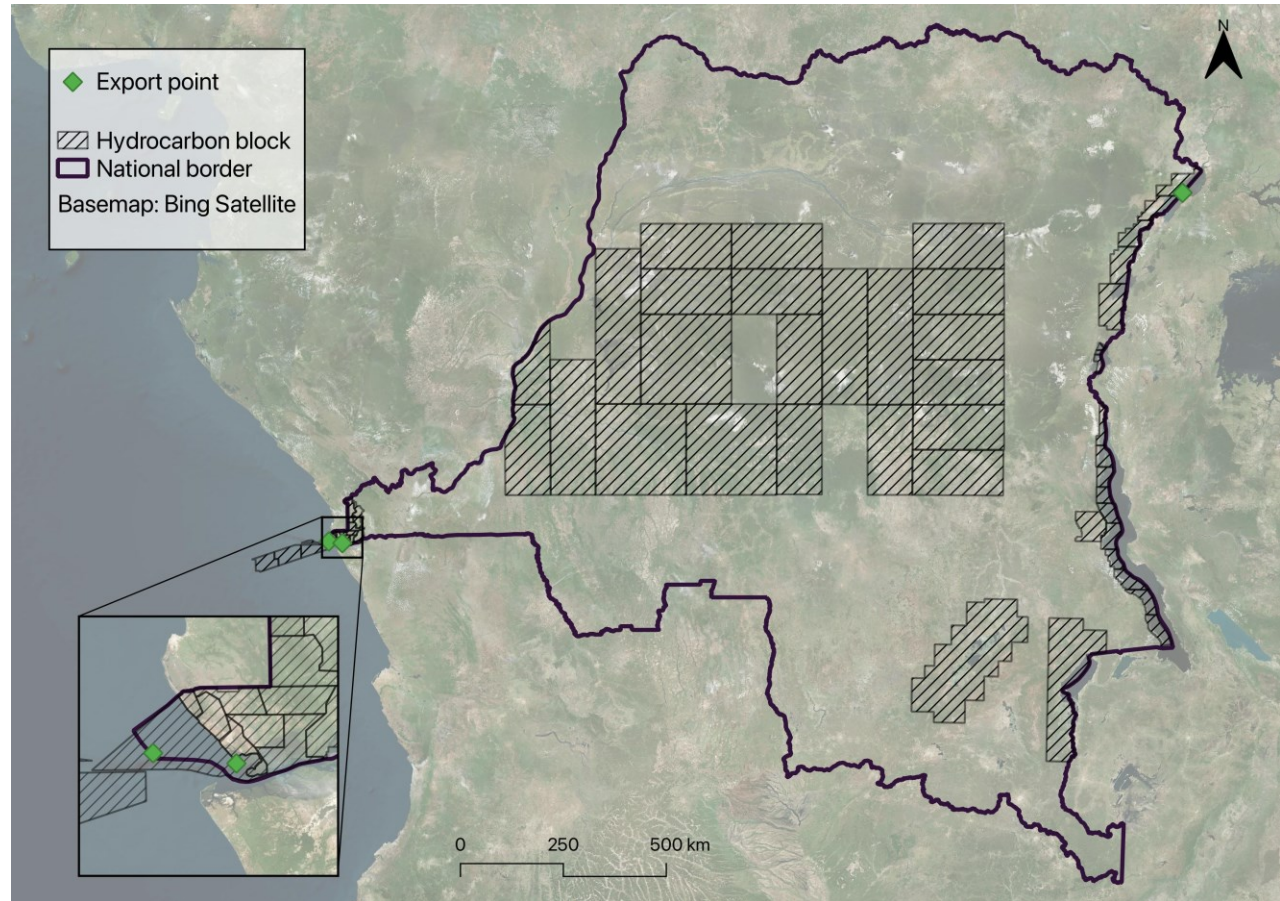 N
Export point
Hydrocarbon block
National border
Basemap: Bing Satellite
0 250 500 km